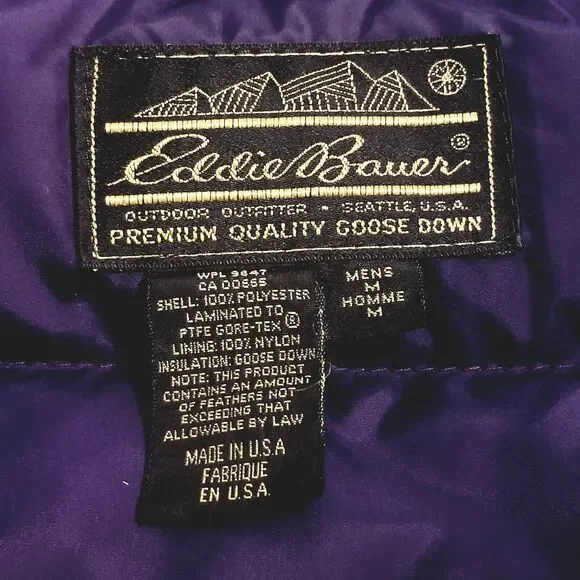 Eddie Bauer®
OUTDOOR OUTFITTER • SEATTLE, U.S.A.
PREMIUM QUALITY GOOSE DOWN
WPL 9647
CA 00665
SHELL: 100% POLYESTER
LAMINATED TO
PTFE GORE-TEX®
LINING: 100% NYLON
INSULATION: GOOSE DOWN
NOTE: THIS PRODUCT
CONTAINS AN AMOUNT
OF FEATHERS NOT
EXCEEDING THAT
ALLOWABLE BY LAW
MADE IN U.S.A
FABRIQUE
EN U.S.A.
MENS
M
HOMME
M